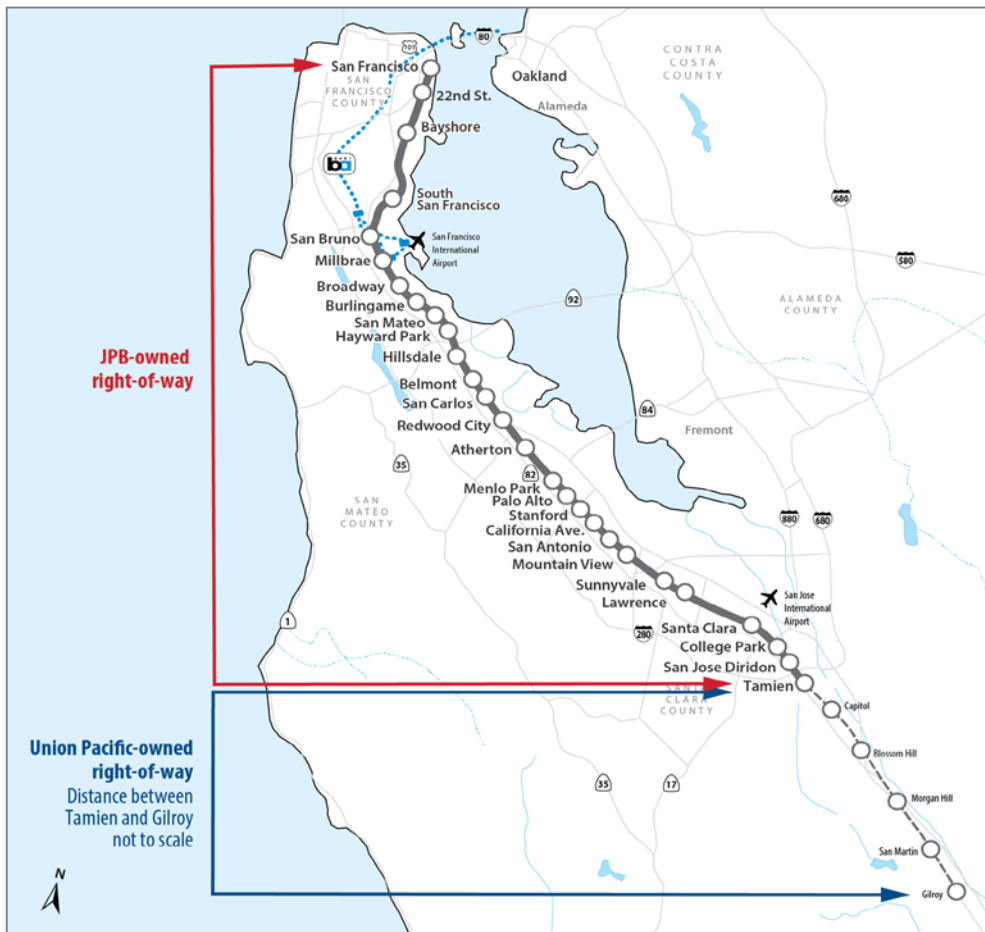 101
80
CONTRA
COSTA
COUNTY
San Francisco
SAN
FRANCISCO
COUNTY
Oakland
22nd St.
Alameda
Bayshore
ba
680
South
San Francisco
San Bruno
San Francisco
International
Airport
580
Millbrae
Broadway
92
ALAMEDA
COUNTY
Burlingame
San Mateo
Hayward Park
Hillsdale
JPB-owned
right-of-way
Belmont
San Carlos
84
Redwood City
Fremont
Atherton
35
82
Menlo Park
SAN
MATEO
COUNTY
Palo Alto
Stanford
880
680
California Ave.
San Antonio
Mountain View
Sunnyvale
San Jose
International
Airport
Lawrence
1
280
Santa Clara
College Park
San Jose Diridon
Tamien
SANTA
CLARA
COUNTY
Capitol
Union Pacific-owned
right-of-way
Distance between
Tamien and Gilroy
not to scale
Blossom Hill
35
17
Morgan Hill
San Martin
N
Gilroy